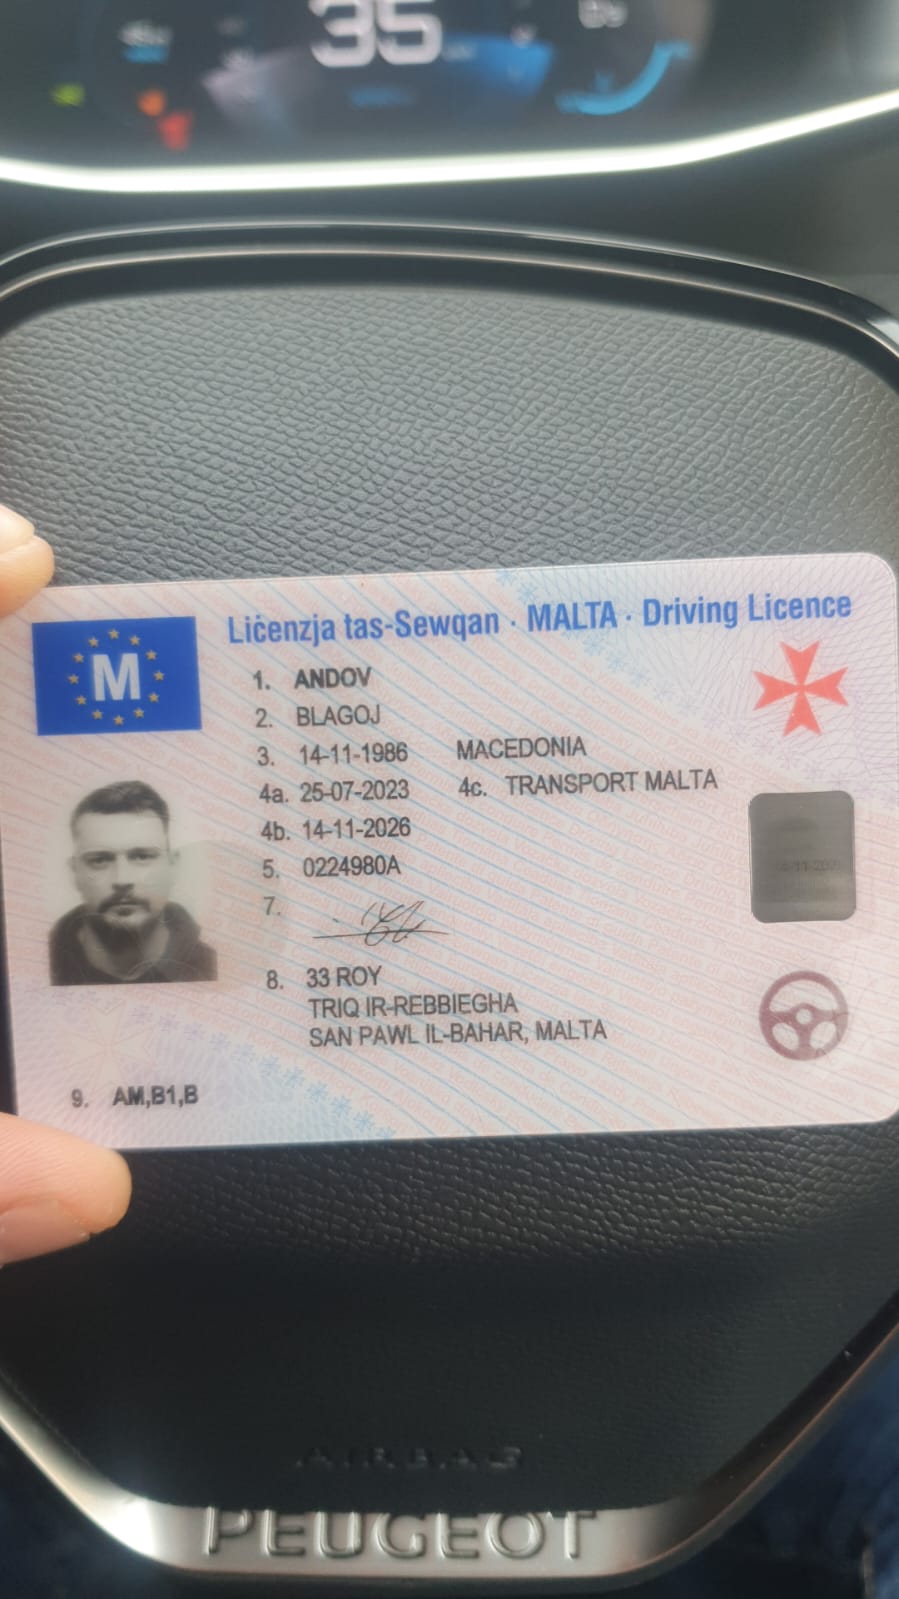 35
M
Liċenzja tas-Sewqan · MALTA · Driving Licence
1. ANDOV
2. BLAGOJ
3. 14-11-1986 MACEDONIA
4a. 25-07-2023 4c. TRANSPORT MALTA
4b. 14-11-2026
5. 0224980A
7.
8. 33 ROY
TRIQ IR-REBBIEGHA
SAN PAWL IL-BAHAR, MALTA
9. AM,B1,B
AIRBAG
PEUGEOT